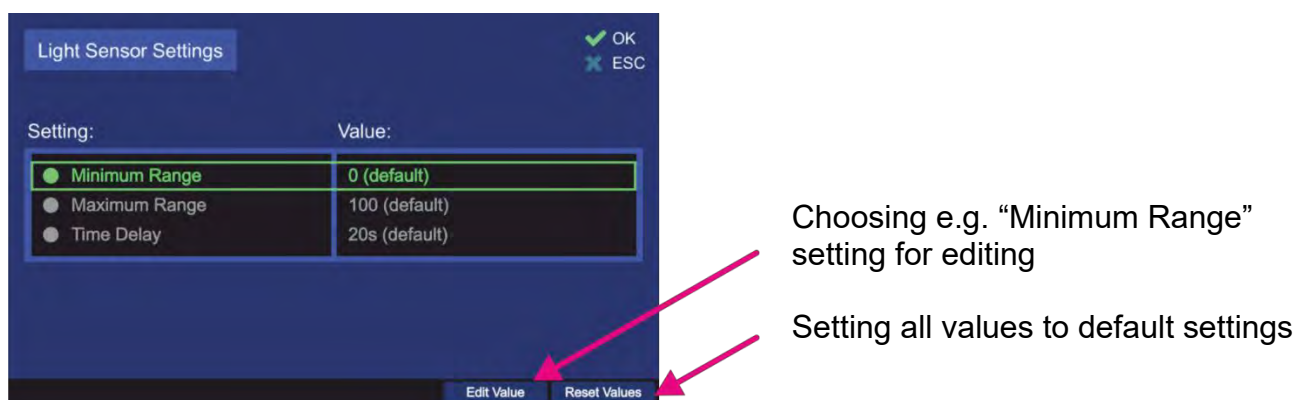 Light Sensor Settings
OK
ESC
Setting: Value:
Minimum Range 0 (default)
Maximum Range 100 (default)
Time Delay 20s (default)
Choosing e.g. “Minimum Range”
setting for editing
Setting all values to default settings
Edit Value Reset Values